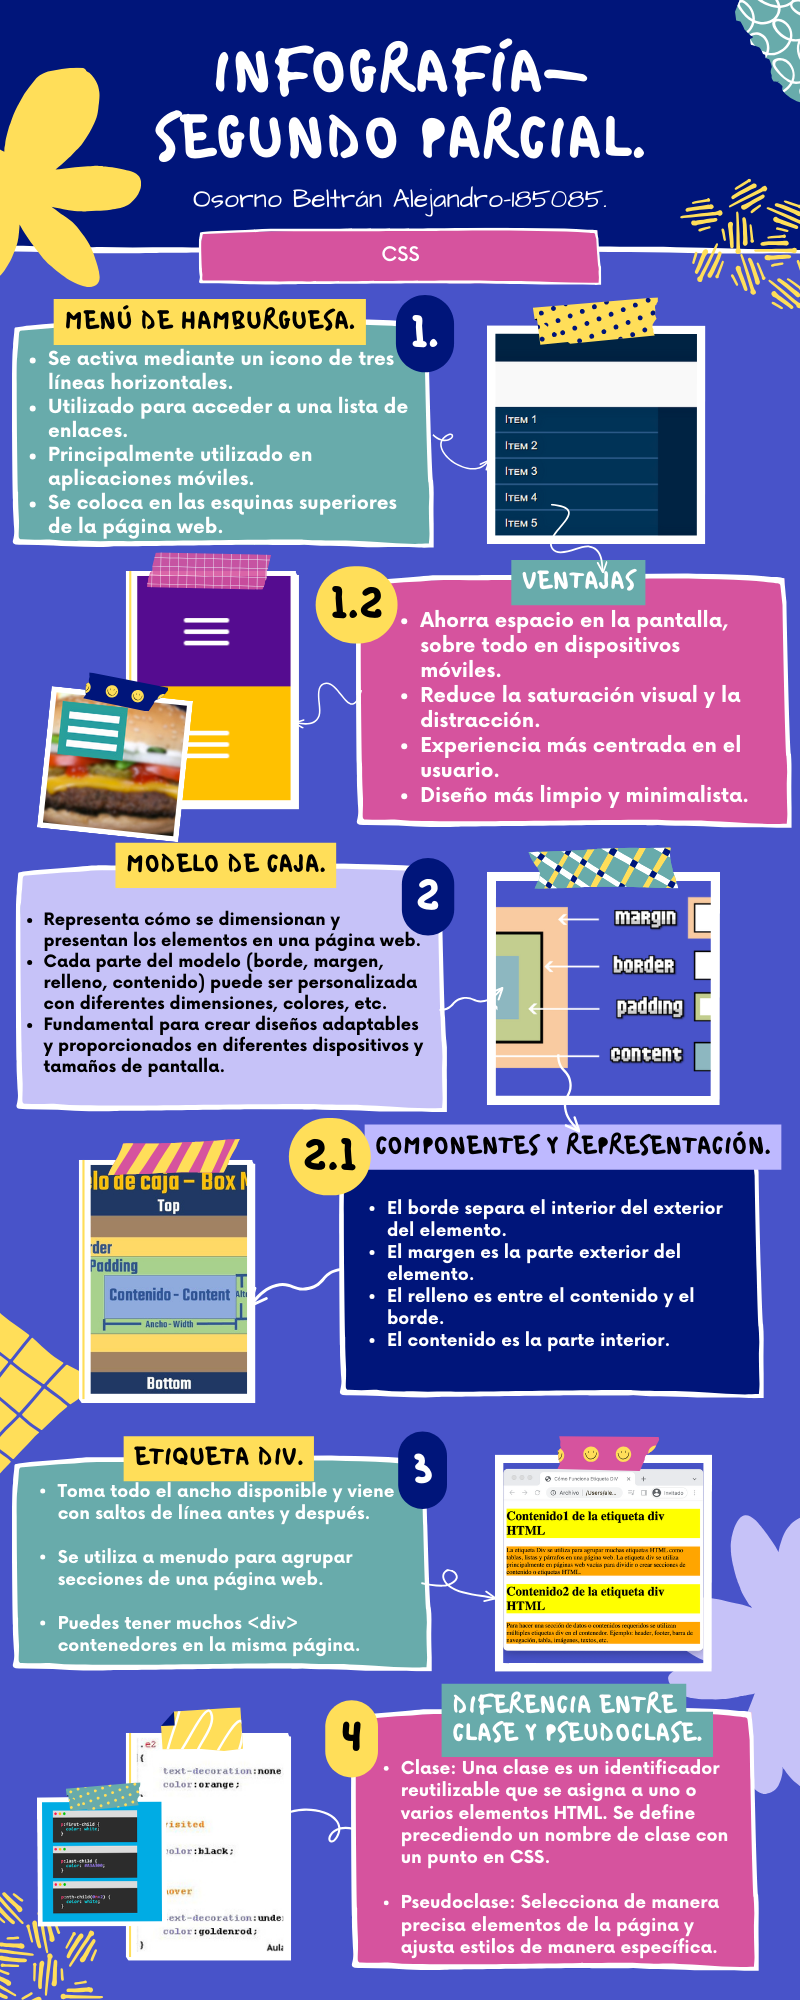 INFOGRAFÍA–
SEGUNDO PARCIAL.
Osorno Beltrán Alejandro-185085.
CSS
MENÚ DE HAMBURGUESA.
1.
• Se activa mediante un icono de tres
líneas horizontales.
• Utilizado para acceder a una lista de
enlaces.
• Principalmente utilizado en
aplicaciones móviles.
• Se coloca en las esquinas superiores
de la página web.
ITEM 1
ITEM 2
ITEM 3
ITEM 4
ITEM 5
1.2
VENTAJAS
• Ahorra espacio en la pantalla,
sobre todo en dispositivos
móviles.
• Reduce la saturación visual y la
distracción.
• Experiencia más centrada en el
usuario.
• Diseño más limpio y minimalista.
MODELO DE CAJA.
2
• Representa cómo se dimensionan y
presentan los elementos en una página web.
• Cada parte del modelo (borde, margen,
relleno, contenido) puede ser personalizada
con diferentes dimensiones, colores, etc.
• Fundamental para crear diseños adaptables
y proporcionados en diferentes dispositivos y
tamaños de pantalla.
margin
border
padding
content
2.1
COMPONENTES Y REPRESENTACIÓN.
• El borde separa el interior del exterior
del elemento.
• El margen es la parte exterior del
elemento.
• El relleno es entre el contenido y el
borde.
• El contenido es la parte interior.
lo de caja – Box M
Top
rder
Padding
Contenido - Content
Alt
Ancho - Width
Bottom
ETIQUETA DIV.
3
• Toma todo el ancho disponible y viene
con saltos de línea antes y después.
• Se utiliza a menudo para agrupar
secciones de una página web.
• Puedes tener muchos <div>
contenedores en la misma página.
Cómo Funciona Etiqueta DIV
Archivo | /Users/ale...
Invitado
Contenido1 de la etiqueta div
HTML
La etiqueta Div se utiliza para agrupar muchas etiquetas HTML como
tablas, listas y párrafos en una página web. La etiqueta div se utiliza
principalmente en páginas web vacías para dividir o crear secciones de
contenido o etiquetas HTML.
Contenido2 de la etiqueta div
HTML
Para hacer una sección de datos o contenidos requeridos se utilizan
múltiples etiquetas div en el contenedor. Ejemplo: header, footer, barra de
navegación, tabla, imágenes, textos, etc.
4
DIFERENCIA ENTRE
CLASE Y PSEUDOCLASE.
• Clase: Una clase es un identificador
reutilizable que se asigna a uno o
varios elementos HTML. Se define
precediendo un nombre de clase con
un punto en CSS.
• Pseudoclase: Selecciona de manera
precisa elementos de la página y
ajusta estilos de manera específica.
.e2
{
text-decoration:none
color:orange;
isited
olor:black;
over
ext-decoration:unde
color:goldenrod;
}
Aula
p:first-child {
color: white;
}
p:last-child {
}
p:nth-child(
color: white;
}